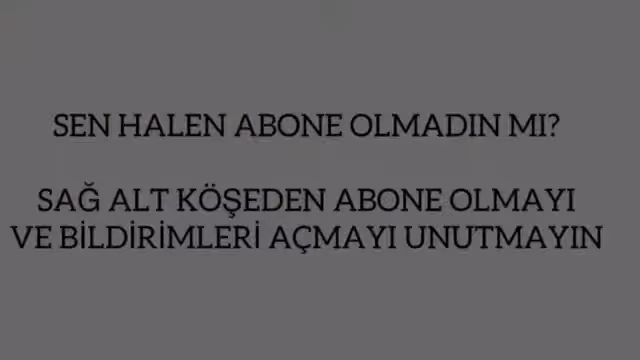 SEN HALEN ABONE OLMADIN MI?
SAĞ ALT KÖŞEDEN ABONE OLMAYI
VE BİLDİRİMLERİ AÇMAYI UNUTMAYIN